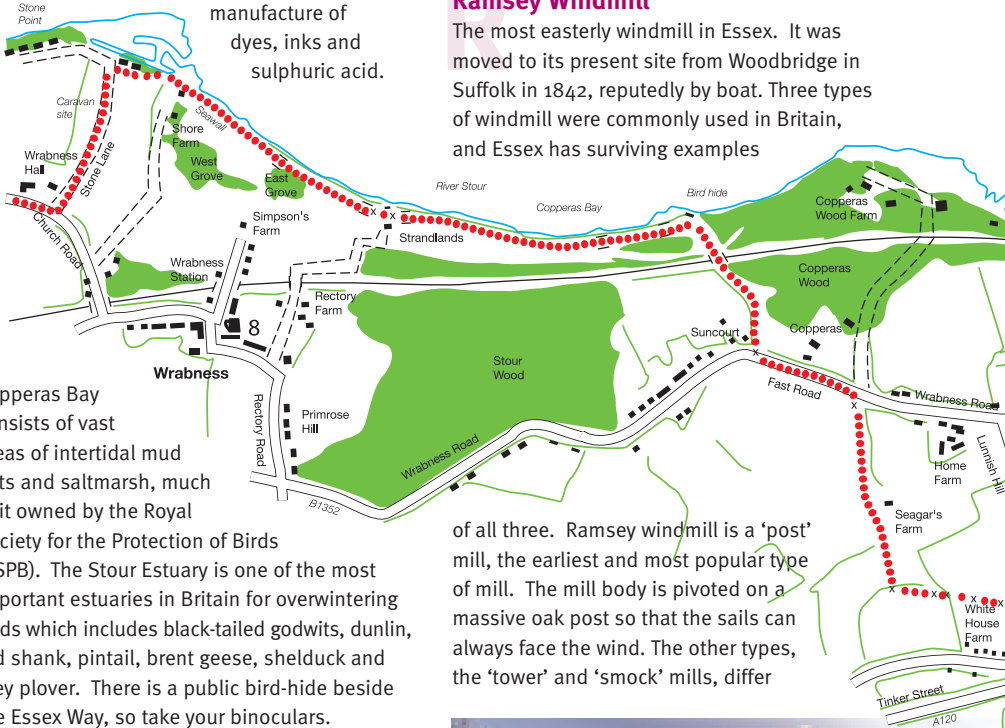 manufacture of
dyes, inks and
sulphuric acid.
Ramsey Windmill
R
The most easterly windmill in Essex. It was
moved to its present site from Woodbridge in
Suffolk in 1842, reputedly by boat. Three types
of windmill were commonly used in Britain,
and Essex has surviving examples
Stone
Point
Caravan
site
Wrabness
Hall
Stone Lane
Church Road
Seawall
Shore
Farm
West
Grove
East
Grove
Simpson's
Farm
Wrabness
Station
River Stour
Strandlands
Copperas Bay
Bird hide
Copperas
Wood Farm
Copperas
Wood
Copperas
Rectory
Farm
8
Wrabness
Stour
Wood
Suncourt
Fast Road
Wrabness Road
Primrose
Hill
Rectory Road
Wrabness Road
B1352
Home
Farm
Lunnish Hill
Seagar's
Farm
White
House
Farm
Tinker Street
A120
opperas Bay
nsists of vast
eas of intertidal mud
ts and saltmarsh, much
it owned by the Royal
ciety for the Protection of Birds
SPB). The Stour Estuary is one of the most
portant estuaries in Britain for overwintering
ds which includes black-tailed godwits, dunlin,
d shank, pintail, brent geese, shelduck and
ey plover. There is a public bird-hide beside
e Essex Way, so take your binoculars.
of all three. Ramsey windmill is a ‘post’
mill, the earliest and most popular type
of mill. The mill body is pivoted on a
massive oak post so that the sails can
always face the wind. The other types,
the ‘tower’ and ‘smock’ mills, differ